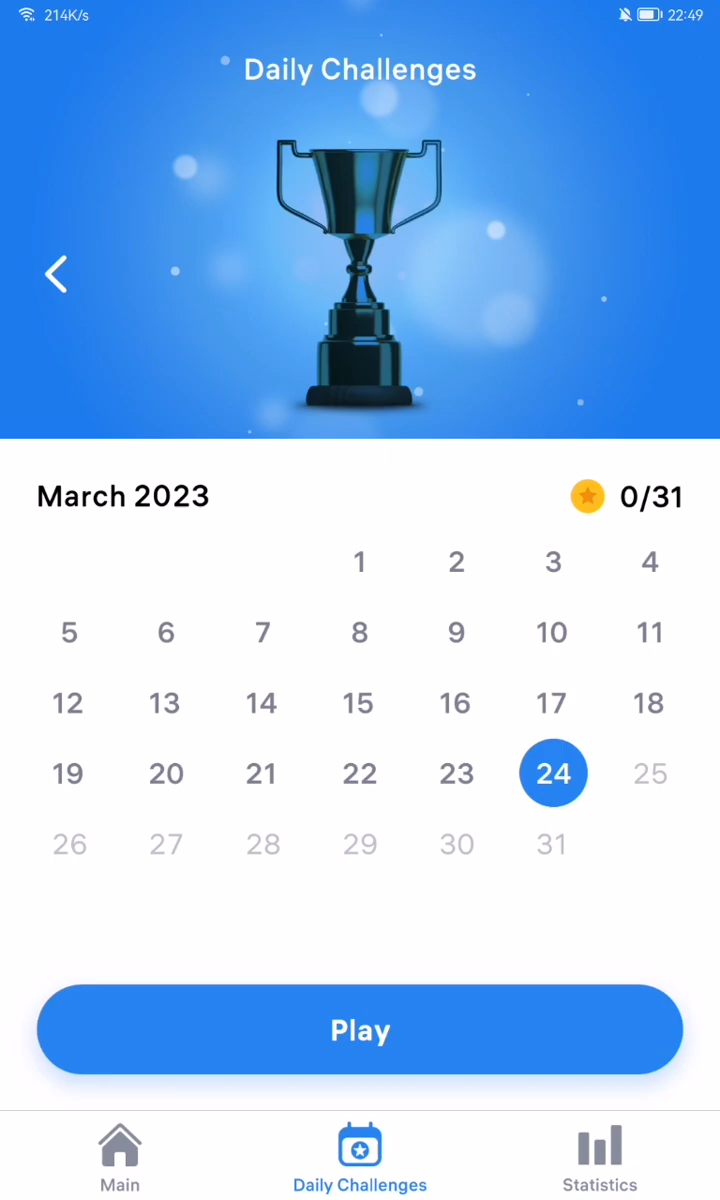 214K/s 22:49
Daily Challenges
March 2023 0/31
1 2 3 4
5 6 7 8 9 10 11
12 13 14 15 16 17 18
19 20 21 22 23 24 25
26 27 28 29 30 31
Play
Main Daily Challenges Statistics